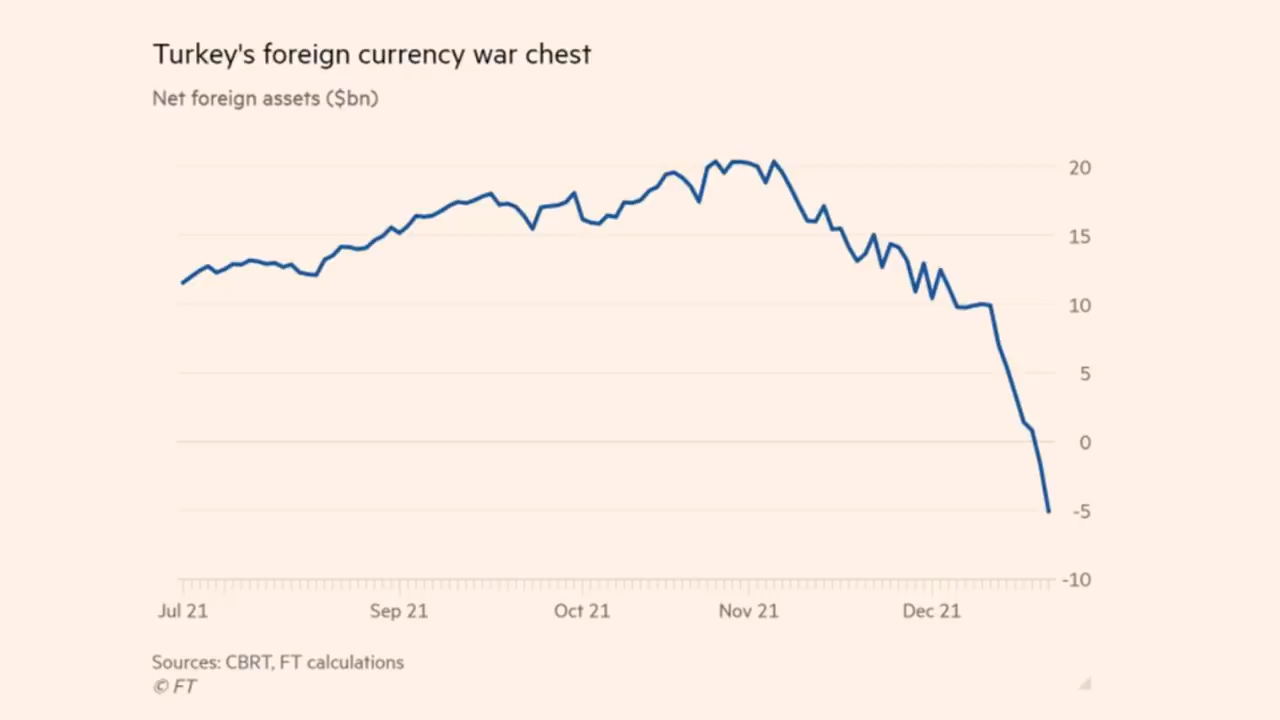 Turkey's foreign currency war chest
Net foreign assets ($bn)
20
15
10
5
0
-5
-10
Jul 21 Sep 21 Oct 21 Nov 21 Dec 21
Sources: CBRT, FT calculations
© FT